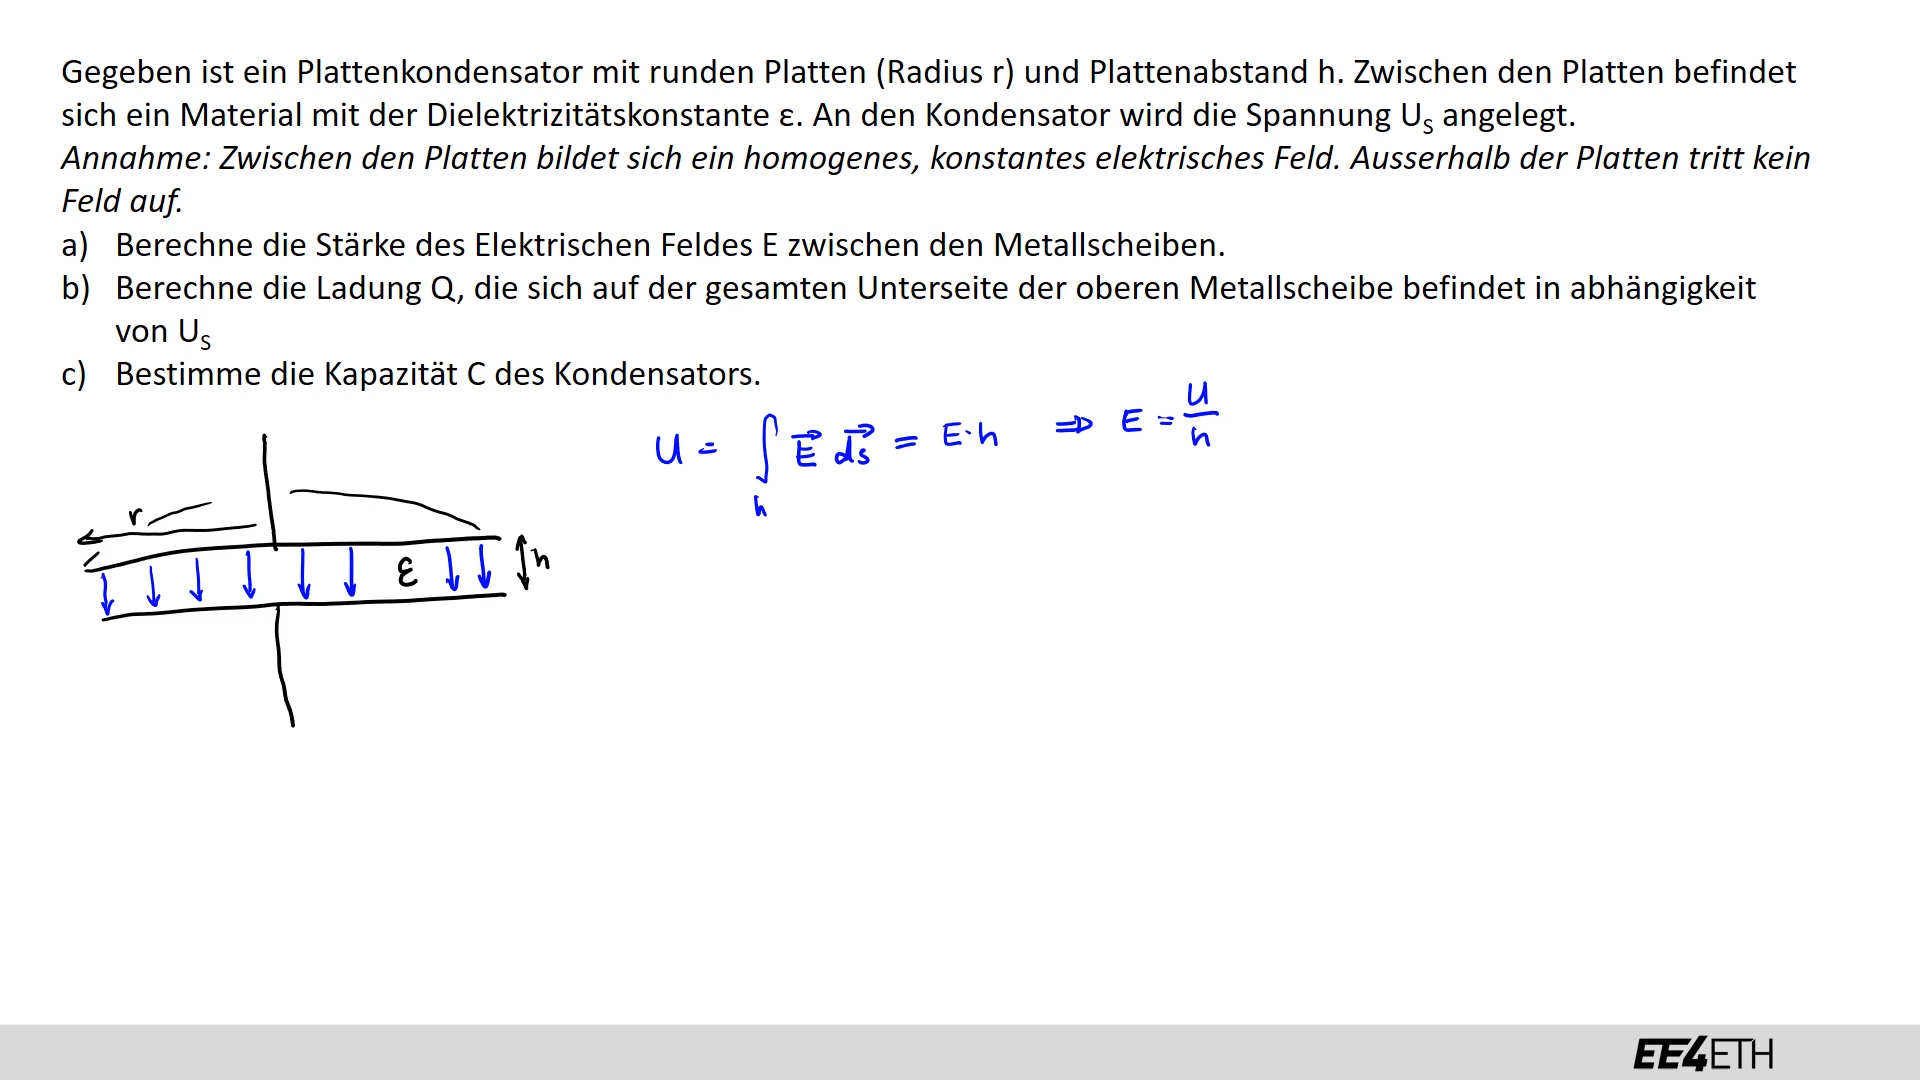 Gegeben ist ein Plattenkondensator mit runden Platten (Radius r) und Plattenabstand h. Zwischen den Platten befindet
sich ein Material mit der Dielektrizitätskonstante ε. An den Kondensator wird die Spannung U_S angelegt.
Annahme: Zwischen den Platten bildet sich ein homogenes, konstantes elektrisches Feld. Ausserhalb der Platten tritt kein
Feld auf.
a) Berechne die Stärke des Elektrischen Feldes E zwischen den Metallscheiben.
b) Berechne die Ladung Q, die sich auf der gesamten Unterseite der oberen Metallscheibe befindet in abhängigkeit
von U_S
c) Bestimme die Kapazität C des Kondensators.
U = ∫_h E⃗ d⃗s = E·h ⇒ E = U/h
r
ε
h
EE4ETH